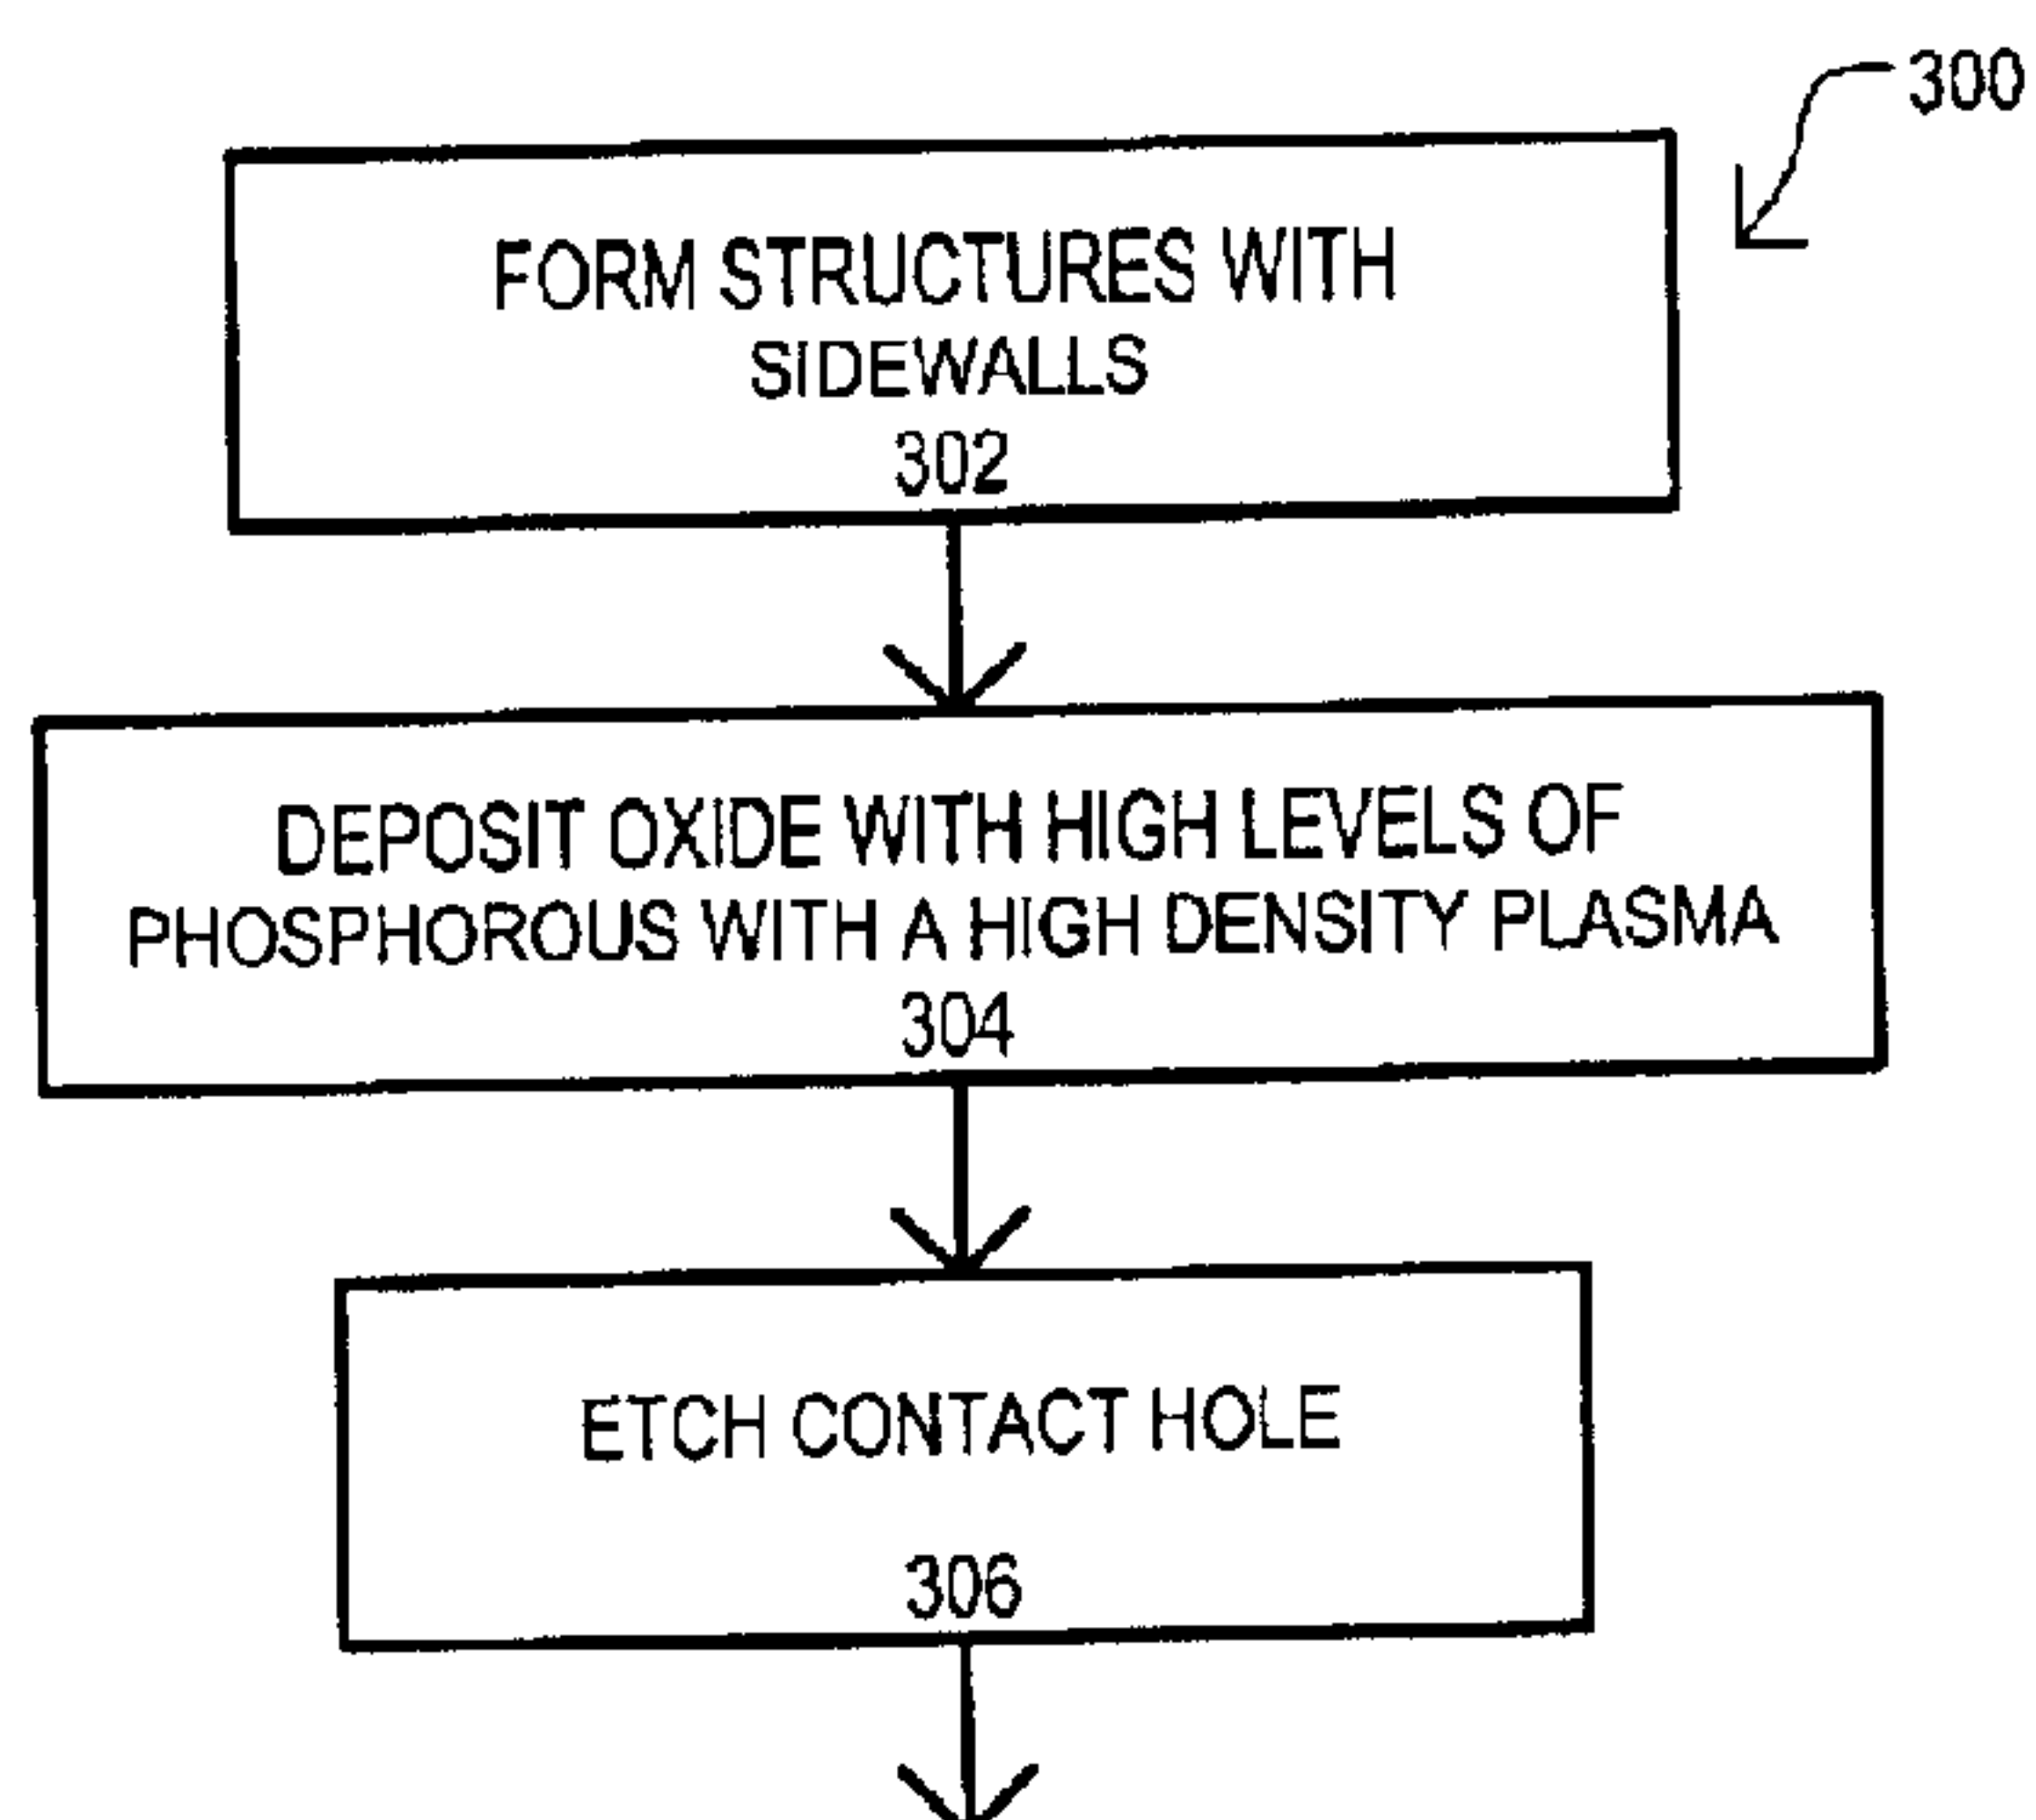 300
FORM STRUCTURES WITH
SIDEWALLS
302
DEPOSIT OXIDE WITH HIGH LEVELS OF
PHOSPHOROUS WITH A HIGH DENSITY PLASMA
304
ETCH CONTACT HOLE
306